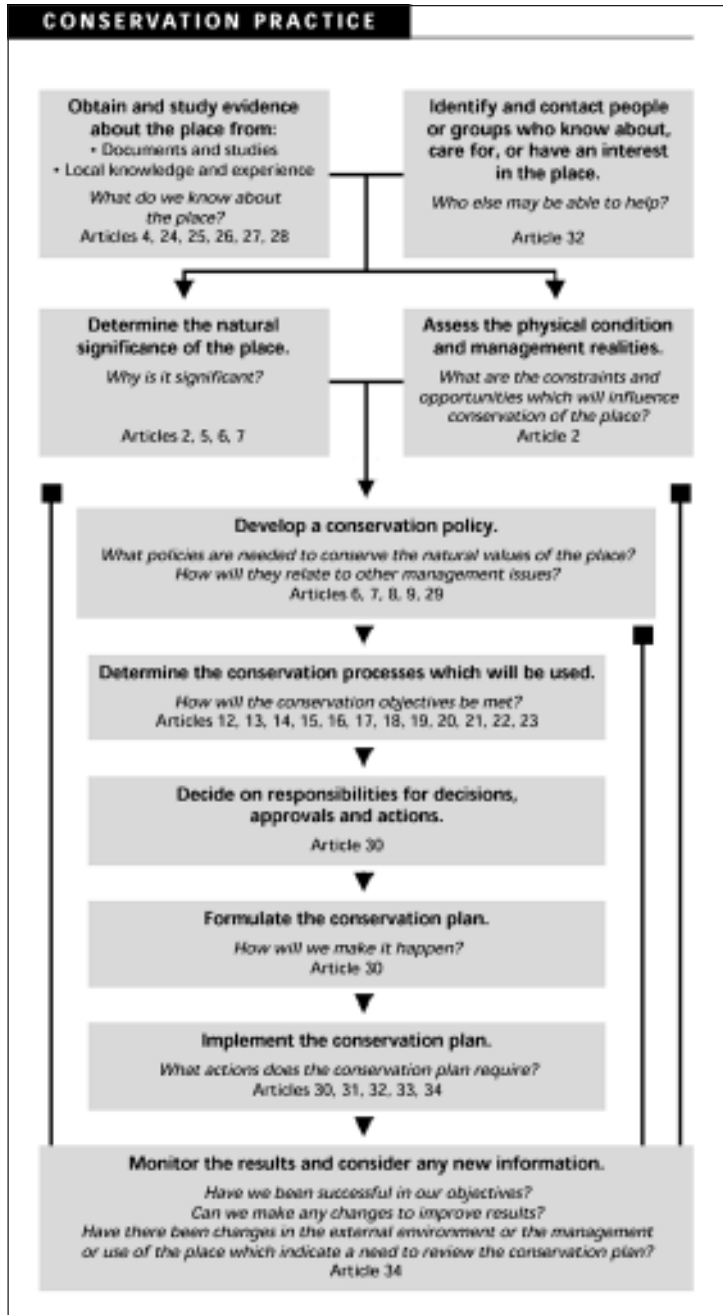 CONSERVATION PRACTICE
Obtain and study evidence
about the place from:
• Documents and studies
• Local knowledge and experience
What do we know about
the place?
Articles 4, 24, 25, 26, 27, 28
Identify and contact people
or groups who know about,
care for, or have an interest
in the place.
Who else may be able to help?
Article 32
Determine the natural
significance of the place.
Why is it significant?
Articles 2, 5, 6, 7
Assess the physical condition
and management realities.
What are the constraints and
opportunities which will influence
conservation of the place?
Article 2
Develop a conservation policy.
What policies are needed to conserve the natural values of the place?
How will they relate to other management issues?
Articles 6, 7, 8, 9, 29
Determine the conservation processes which will be used.
How will the conservation objectives be met?
Articles 12, 13, 14, 15, 16, 17, 18, 19, 20, 21, 22, 23
Decide on responsibilities for decisions,
approvals and actions.
Article 30
Formulate the conservation plan.
How will we make it happen?
Article 30
Implement the conservation plan.
What actions does the conservation plan require?
Articles 30, 31, 32, 33, 34
Monitor the results and consider any new information.
Have we been successful in our objectives?
Can we make any changes to improve results?
Have there been changes in the external environment or the management
or use of the place which indicate a need to review the conservation plan?
Article 34